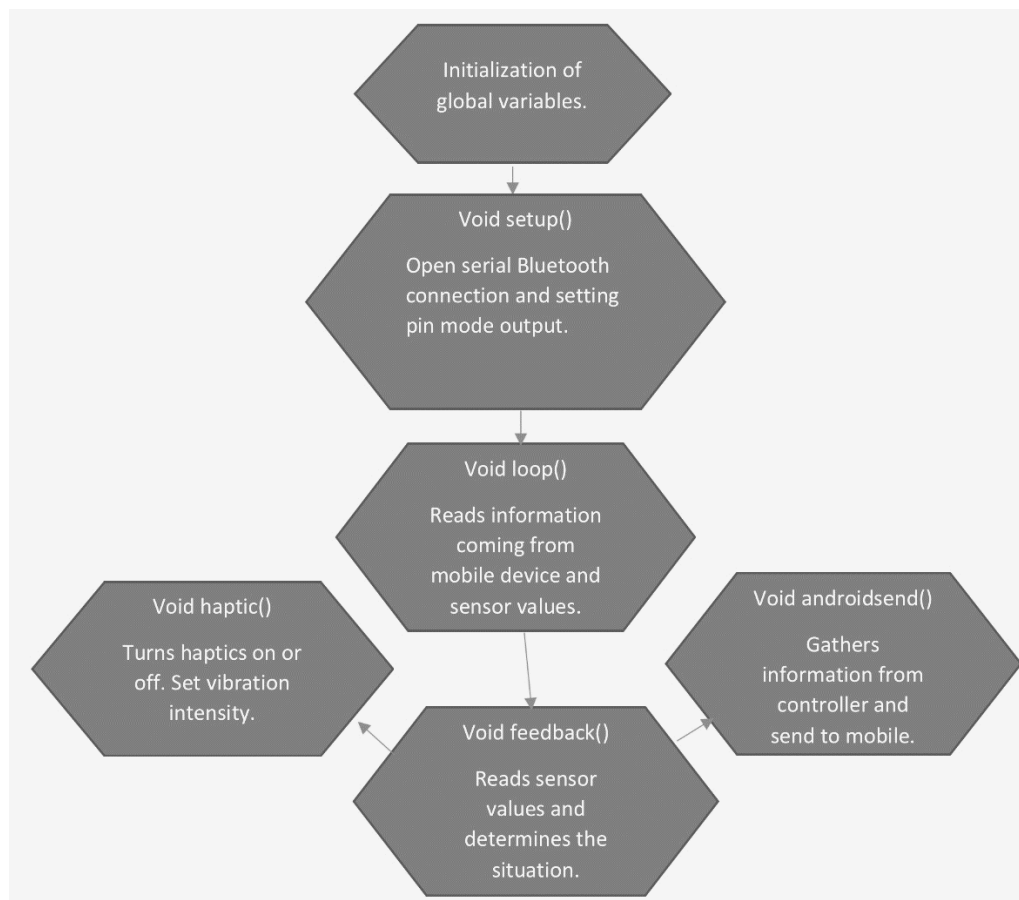 Initialization of
global variables.
Void setup()
Open serial Bluetooth
connection and setting
pin mode output.
Void loop()
Reads information
coming from
mobile device and
sensor values.
Void haptic()
Turns haptics on or
off. Set vibration
intensity.
Void androidsend()
Gathers
information from
controller and
send to mobile.
Void feedback()
Reads sensor
values and
determines the
situation.